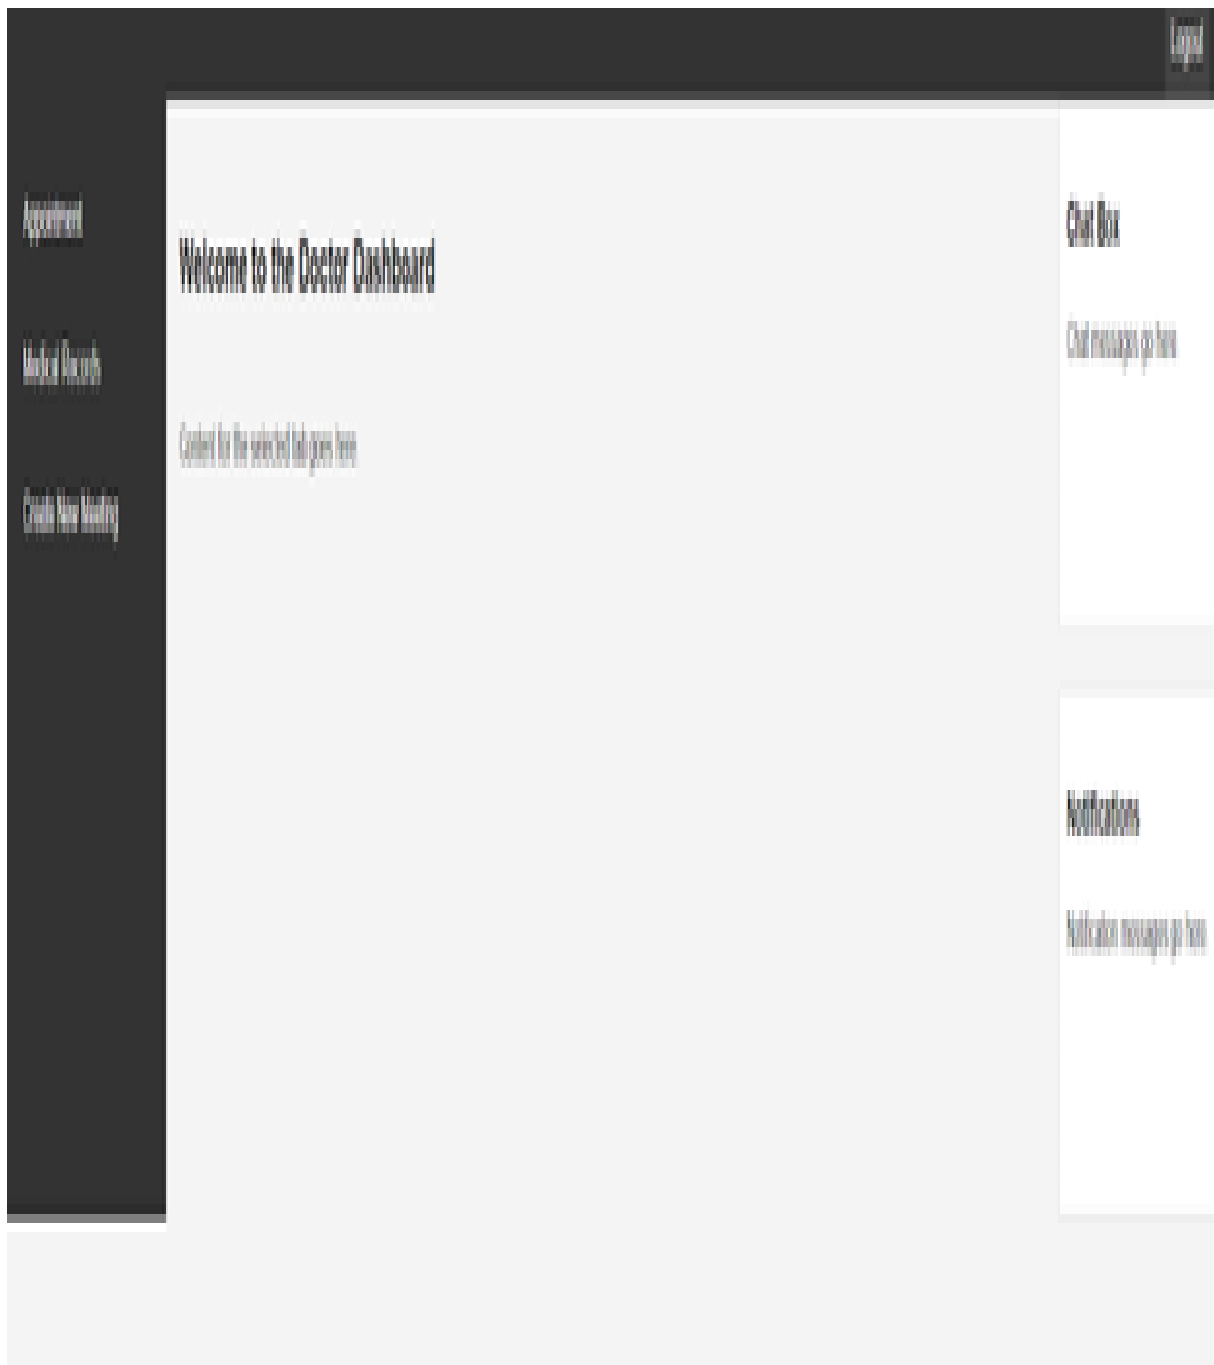 Logout
Appointment
Medical Records
Create New Meeting
Welcome to the Doctor Dashboard
Content for the selected tab goes here.
Chat Box
Chat messages go here
Notifications
Notification messages go here